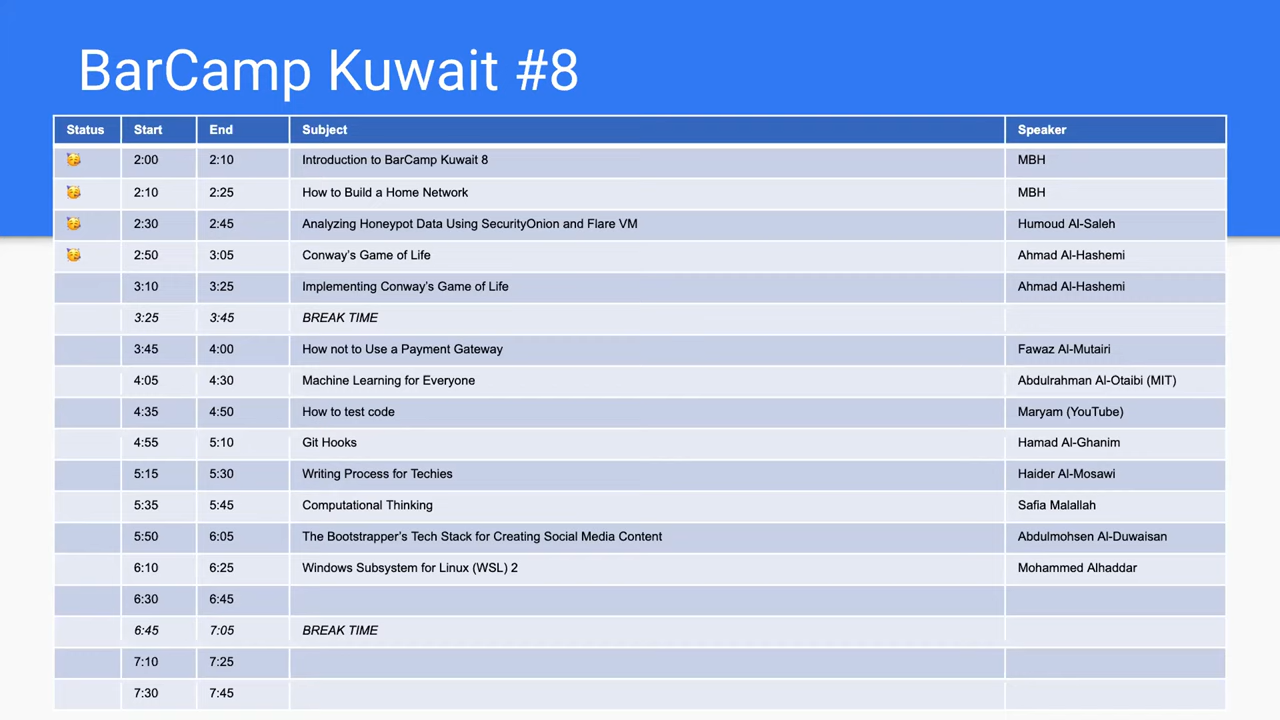 BarCamp Kuwait #8
Status Start End Subject Speaker
🥳 2:00 2:10 Introduction to BarCamp Kuwait 8 MBH
🥳 2:10 2:25 How to Build a Home Network MBH
🥳 2:30 2:45 Analyzing Honeypot Data Using SecurityOnion and Flare VM Humoud Al-Saleh
🥳 2:50 3:05 Conway’s Game of Life Ahmad Al-Hashemi
3:10 3:25 Implementing Conway’s Game of Life Ahmad Al-Hashemi
3:25 3:45 BREAK TIME
3:45 4:00 How not to Use a Payment Gateway Fawaz Al-Mutairi
4:05 4:30 Machine Learning for Everyone Abdulrahman Al-Otaibi (MIT)
4:35 4:50 How to test code Maryam (YouTube)
4:55 5:10 Git Hooks Hamad Al-Ghanim
5:15 5:30 Writing Process for Techies Haider Al-Mosawi
5:35 5:45 Computational Thinking Safia Malallah
5:50 6:05 The Bootstrapper’s Tech Stack for Creating Social Media Content Abdulmohsen Al-Duwaisan
6:10 6:25 Windows Subsystem for Linux (WSL) 2 Mohammed Alhaddar
6:30 6:45
6:45 7:05 BREAK TIME
7:10 7:25
7:30 7:45